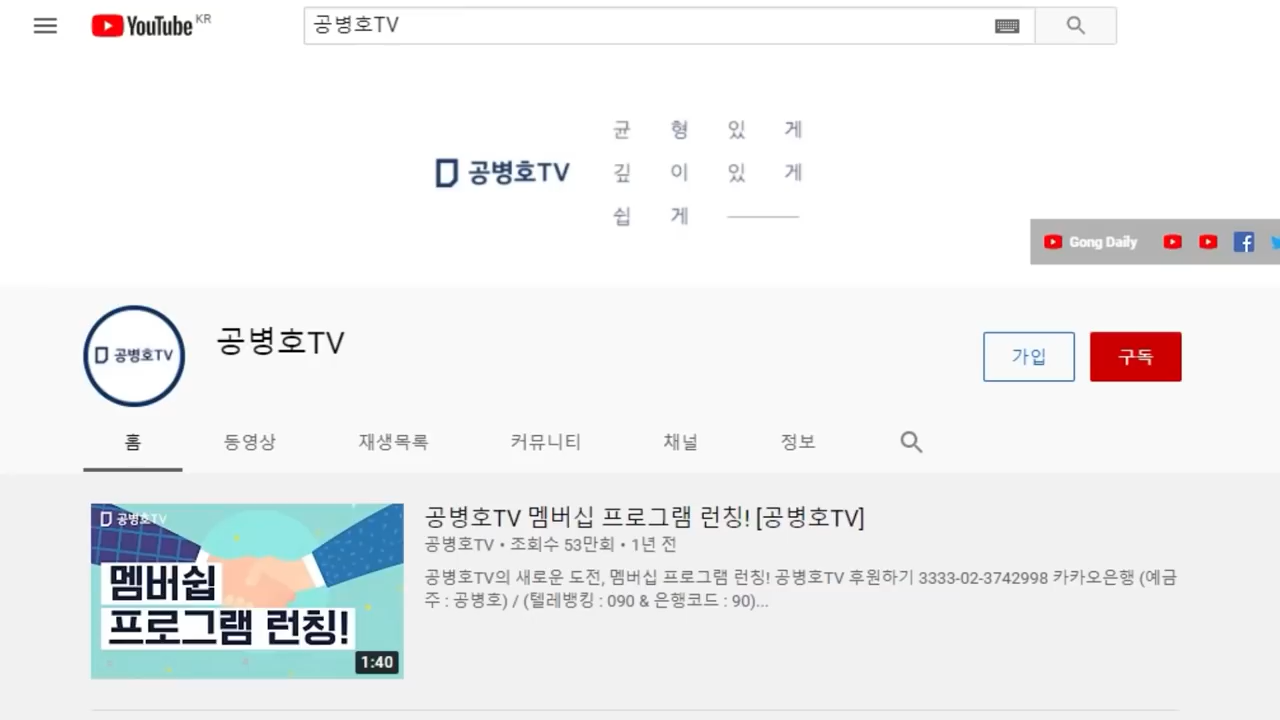 YouTube KR
공병호TV
공병호TV
균 형 있 게
깊 이 있 게
쉽 게
Gong Daily
공병호TV
공병호TV
가입
구독
홈 동영상 재생목록 커뮤니티 채널 정보
공병호TV
멤버쉽
프로그램 런칭!
1:40
공병호TV 멤버십 프로그램 런칭! [공병호TV]
공병호TV • 조회수 53만회 • 1년 전
공병호TV의 새로운 도전, 멤버십 프로그램 런칭! 공병호TV 후원하기 3333-02-3742998 카카오은행 (예금
주 : 공병호) / (텔레뱅킹 : 090 & 은행코드 : 90)...